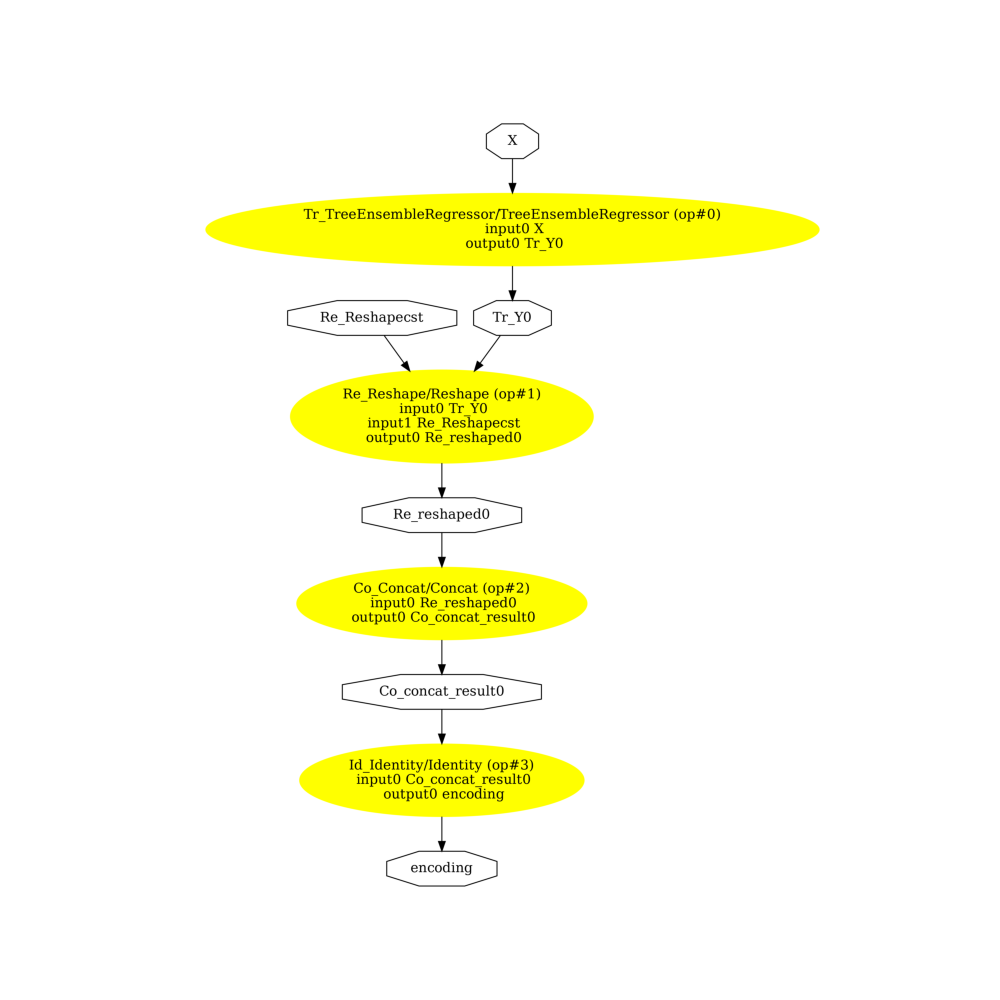 X
Tr_TreeEnsembleRegressor/TreeEnsembleRegressor (op#0)
input0 X
output0 Tr_Y0
Re_Reshapecst
Tr_Y0
Re_Reshape/Reshape (op#1)
input0 Tr_Y0
input1 Re_Reshapecst
output0 Re_reshaped0
Re_reshaped0
Co_Concat/Concat (op#2)
input0 Re_reshaped0
output0 Co_concat_result0
Co_concat_result0
Id_Identity/Identity (op#3)
input0 Co_concat_result0
output0 encoding
encoding